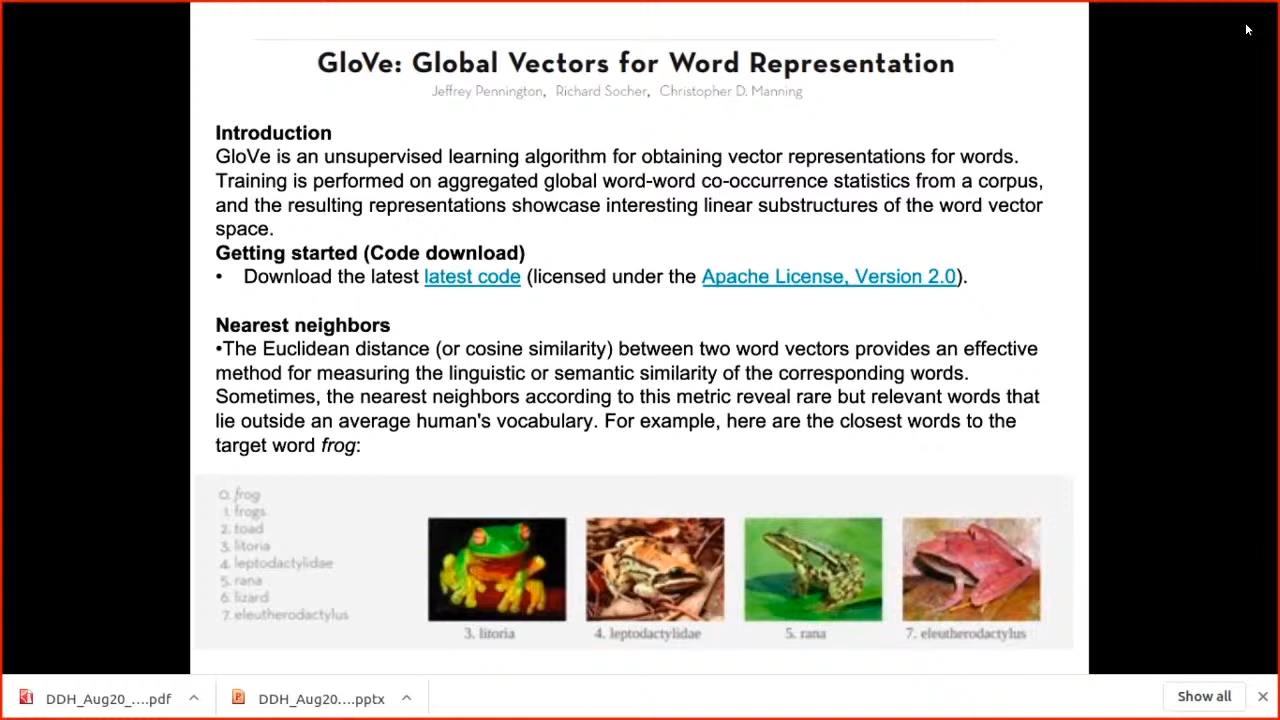 GloVe: Global Vectors for Word Representation
Jeffrey Pennington, Richard Socher, Christopher D. Manning
Introduction
GloVe is an unsupervised learning algorithm for obtaining vector representations for words.
Training is performed on aggregated global word-word co-occurrence statistics from a corpus,
and the resulting representations showcase interesting linear substructures of the word vector
space.
Getting started (Code download)
• Download the latest latest code (licensed under the Apache License, Version 2.0).
Nearest neighbors
•The Euclidean distance (or cosine similarity) between two word vectors provides an effective
method for measuring the linguistic or semantic similarity of the corresponding words.
Sometimes, the nearest neighbors according to this metric reveal rare but relevant words that
lie outside an average human's vocabulary. For example, here are the closest words to the
target word frog:
0. frog
1. frogs
2. toad
3. litoria
4. leptodactylidae
5. rana
6. lizard
7. eleutherodactylus
3. litoria
4. leptodactylidae
5. rana
7. eleutherodactylus
DDH_Aug20_....pdf
DDH_Aug20....pptx
Show all